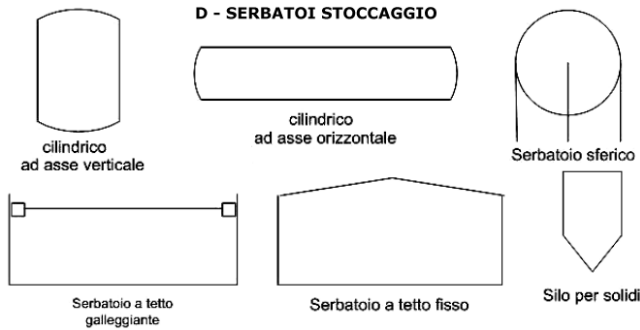 D - SERBATOI STOCCAGGIO
cilindrico
ad asse verticale
cilindrico
ad asse orizzontale
Serbatoio sferico
Serbatoio a tetto
galleggiante
Serbatoio a tetto fisso
Silo per solidi